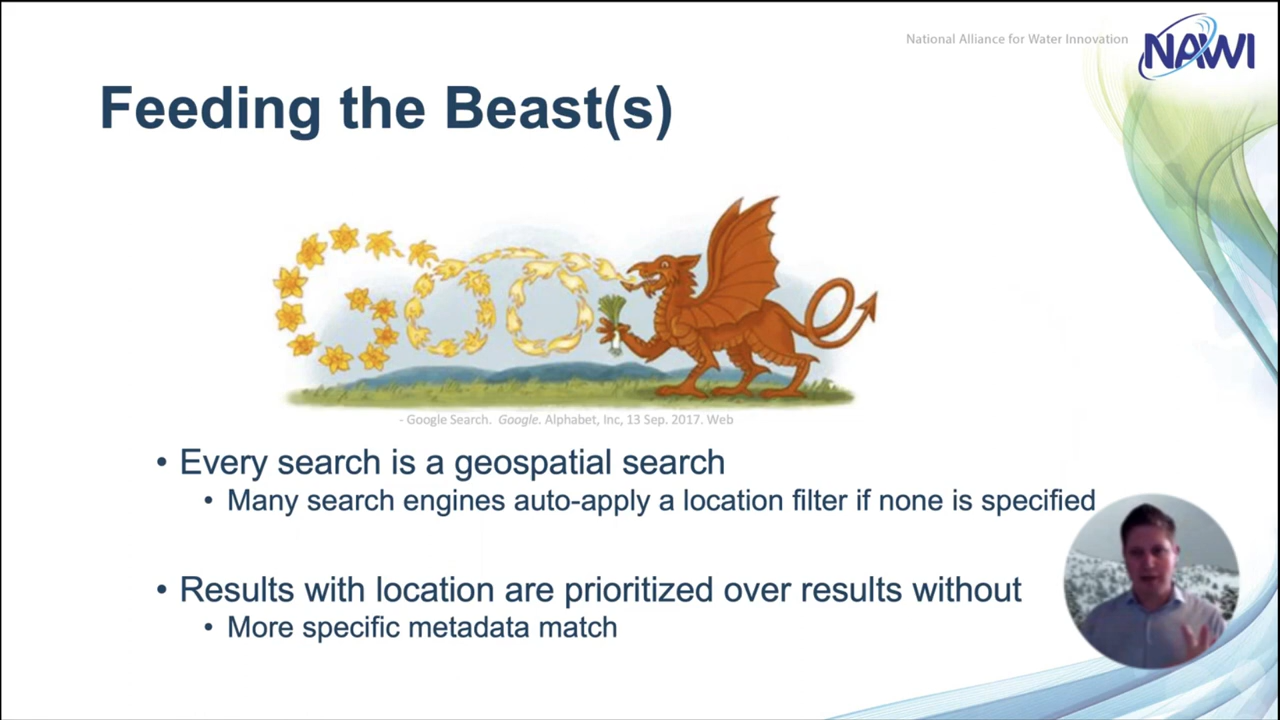 National Alliance for Water Innovation
NAWI
Feeding the Beast(s)
GOO
- Google Search. Google. Alphabet, Inc, 13 Sep. 2017. Web
• Every search is a geospatial search
• Many search engines auto-apply a location filter if none is specified
• Results with location are prioritized over results without
• More specific metadata match